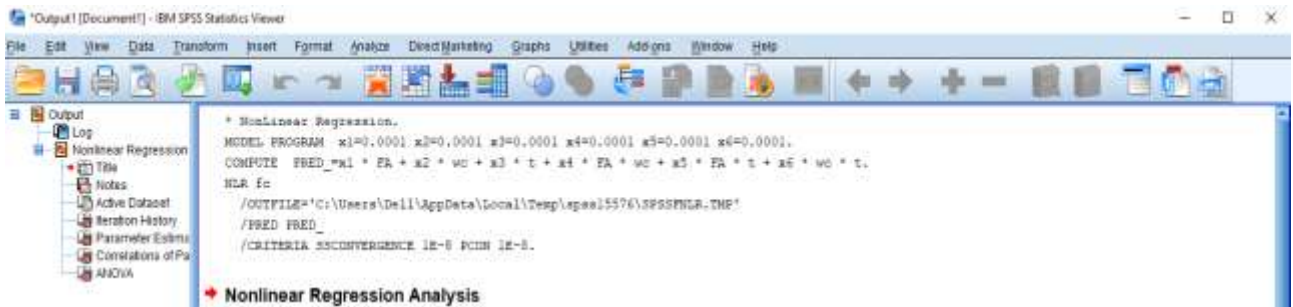 *Output1 [Document1] - IBM SPSS Statistics Viewer
File Edit View Data Transform Insert Format Analyze Direct Marketing Graphs Utilities Add-ons Window Help
Output
Log
Nonlinear Regression
Title
Notes
Active Dataset
Iteration History
Parameter Estima
Correlations of Pa
ANOVA
* NonLinear Regression.
MODEL PROGRAM x1=0.0001 x2=0.0001 x3=0.0001 x4=0.0001 x5=0.0001 x6=0.0001.
COMPUTE PRED_=x1 * FA + x2 * wc + x3 * t + x4 * FA * wc + x5 * FA * t + x6 * wc * t.
NLR fc
/OUTFILE='C:\Users\Dell\AppData\Local\Temp\spss15576\SPSSFNLR.TMP'
/PRED PRED_
/CRITERIA SSCONVERGENCE 1E-8 PCON 1E-8.
Nonlinear Regression Analysis